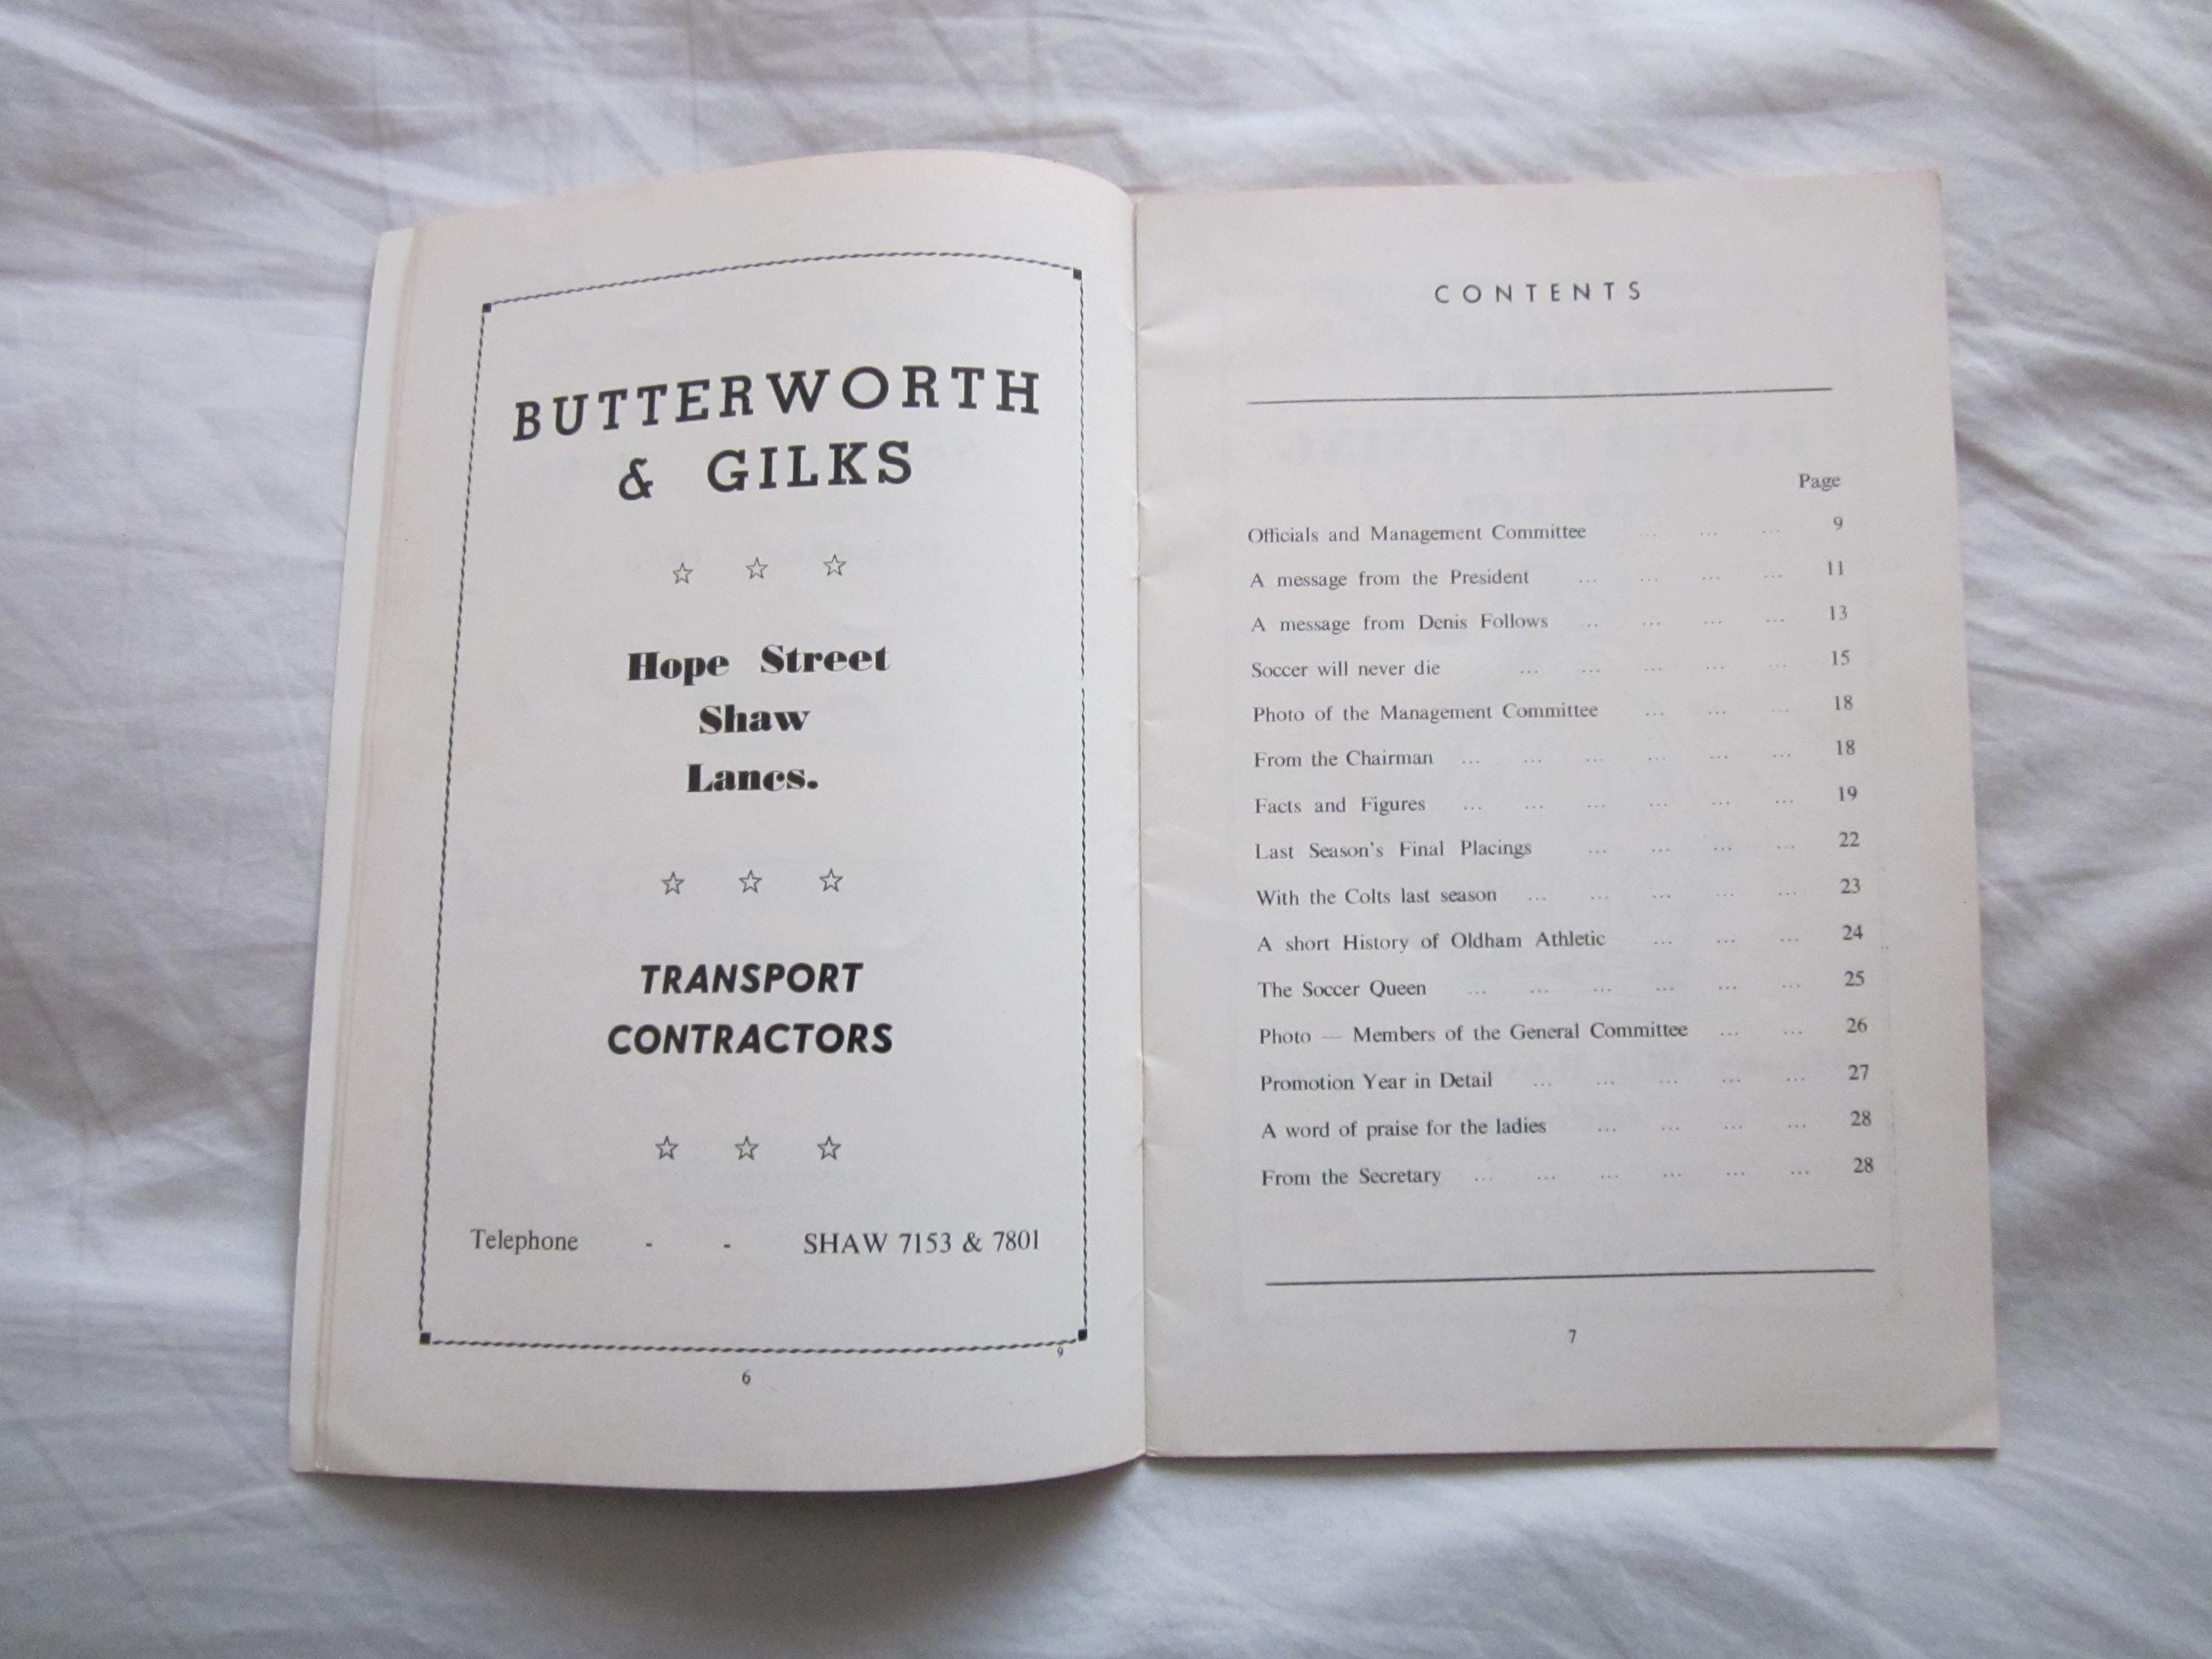 BUTTERWORTH
& GILKS
☆ ☆ ☆
Hope Street
Shaw
Lancs.
☆ ☆ ☆
TRANSPORT
CONTRACTORS
☆ ☆ ☆
Telephone - - SHAW 7153 & 7801
9
6
CONTENTS
Page
Officials and Management Committee ... ... ... 9
A message from the President ... ... ... ... 11
A message from Denis Follows ... ... ... ... 13
Soccer will never die ... ... ... ... ... 15
Photo of the Management Committee ... ... ... 18
From the Chairman ... ... ... ... ... ... 18
Facts and Figures ... ... ... ... ... ... 19
Last Season's Final Placings ... ... ... ... 22
With the Colts last season ... ... ... ... ... 23
A short History of Oldham Athletic ... ... ... 24
The Soccer Queen ... ... ... ... ... ... 25
Photo — Members of the General Committee ... ... 26
Promotion Year in Detail ... ... ... ... ... 27
A word of praise for the ladies ... ... ... ... 28
From the Secretary ... ... ... ... ... ... 28
7